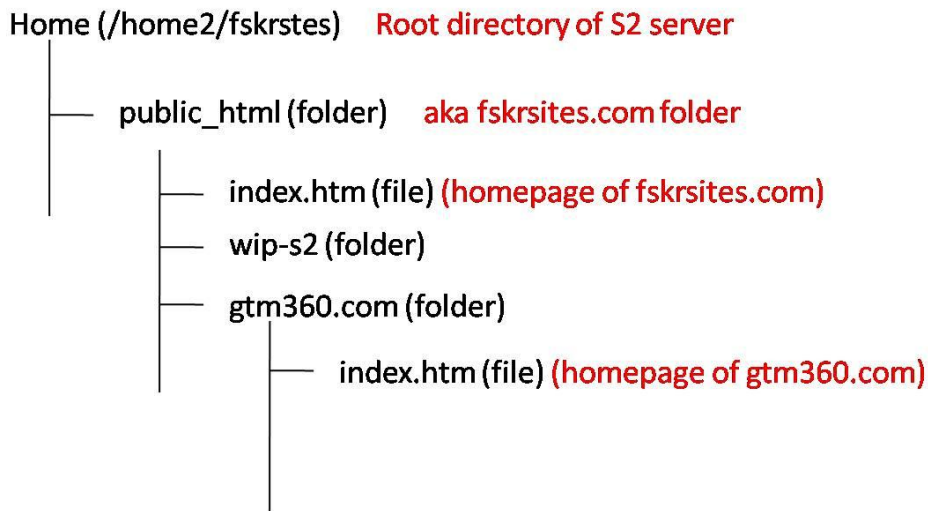 Home (/home2/fskrstes) Root directory of S2 server
public_html (folder) aka fskrsites.com folder
index.htm (file) (homepage of fskrsites.com)
wip-s2 (folder)
gtm360.com (folder)
index.htm (file) (homepage of gtm360.com)